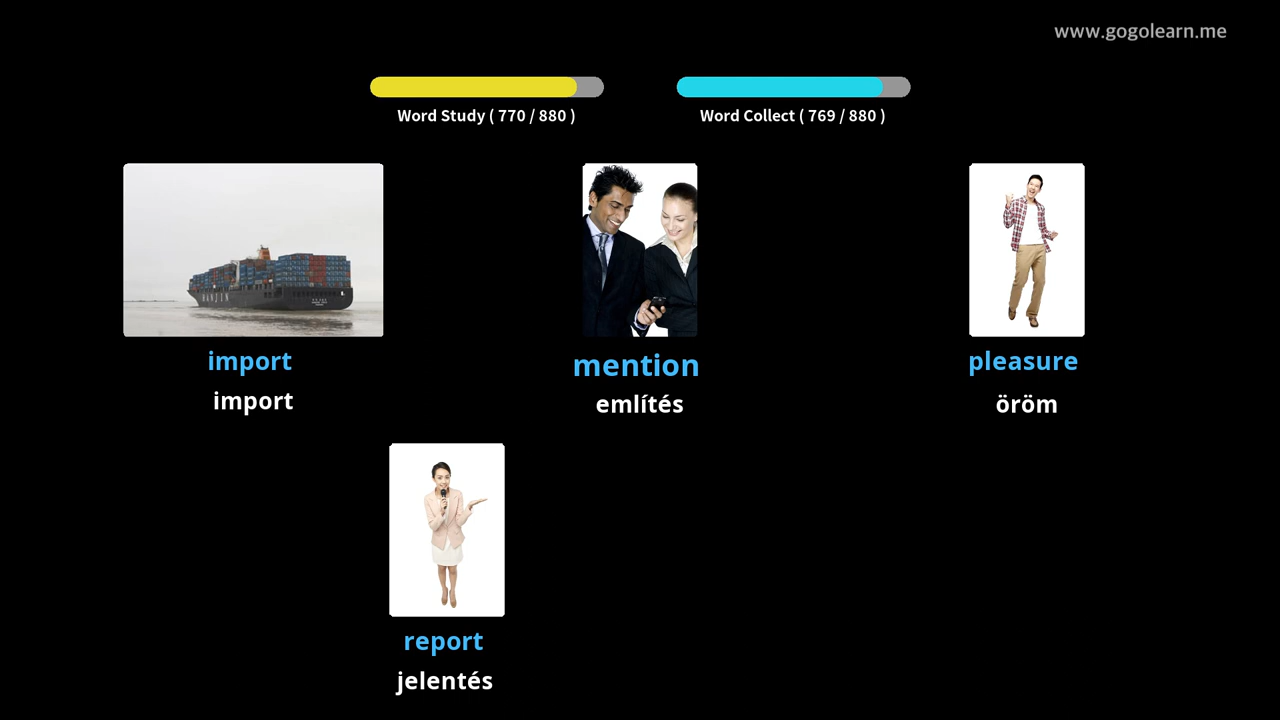 www.gogolearn.me
Word Study ( 770 / 880 )
Word Collect ( 769 / 880 )
import
import
mention
említés
pleasure
öröm
report
jelentés